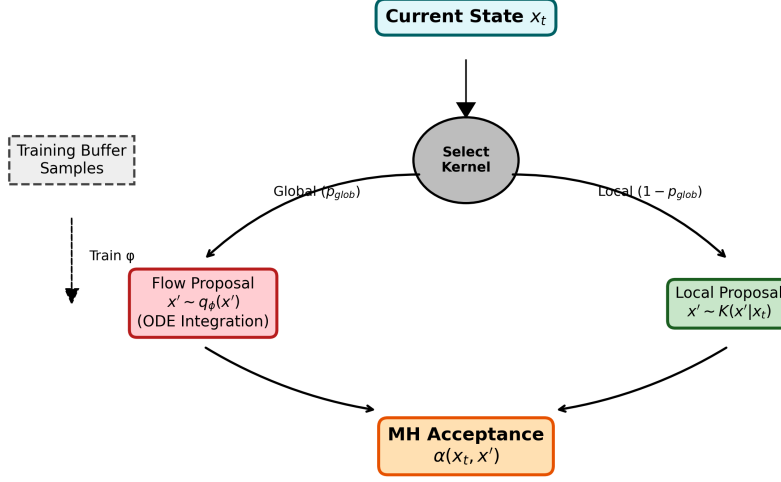 Current State x_t
Select
Kernel
Training Buffer
Samples
Global (p_glob)
Local (1 − p_glob)
Train φ
Flow Proposal
x′ ~ q_ϕ(x′)
(ODE Integration)
Local Proposal
x′ ~ K(x′|x_t)
MH Acceptance
α(x_t, x′)